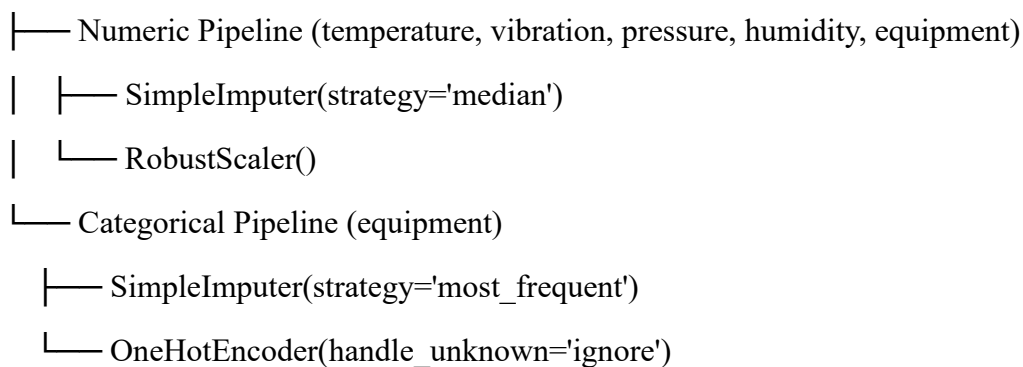 ├── Numeric Pipeline (temperature, vibration, pressure, humidity, equipment)
│ ├── SimpleImputer(strategy='median')
│ └── RobustScaler()
└── Categorical Pipeline (equipment)
├── SimpleImputer(strategy='most_frequent')
└── OneHotEncoder(handle_unknown='ignore')